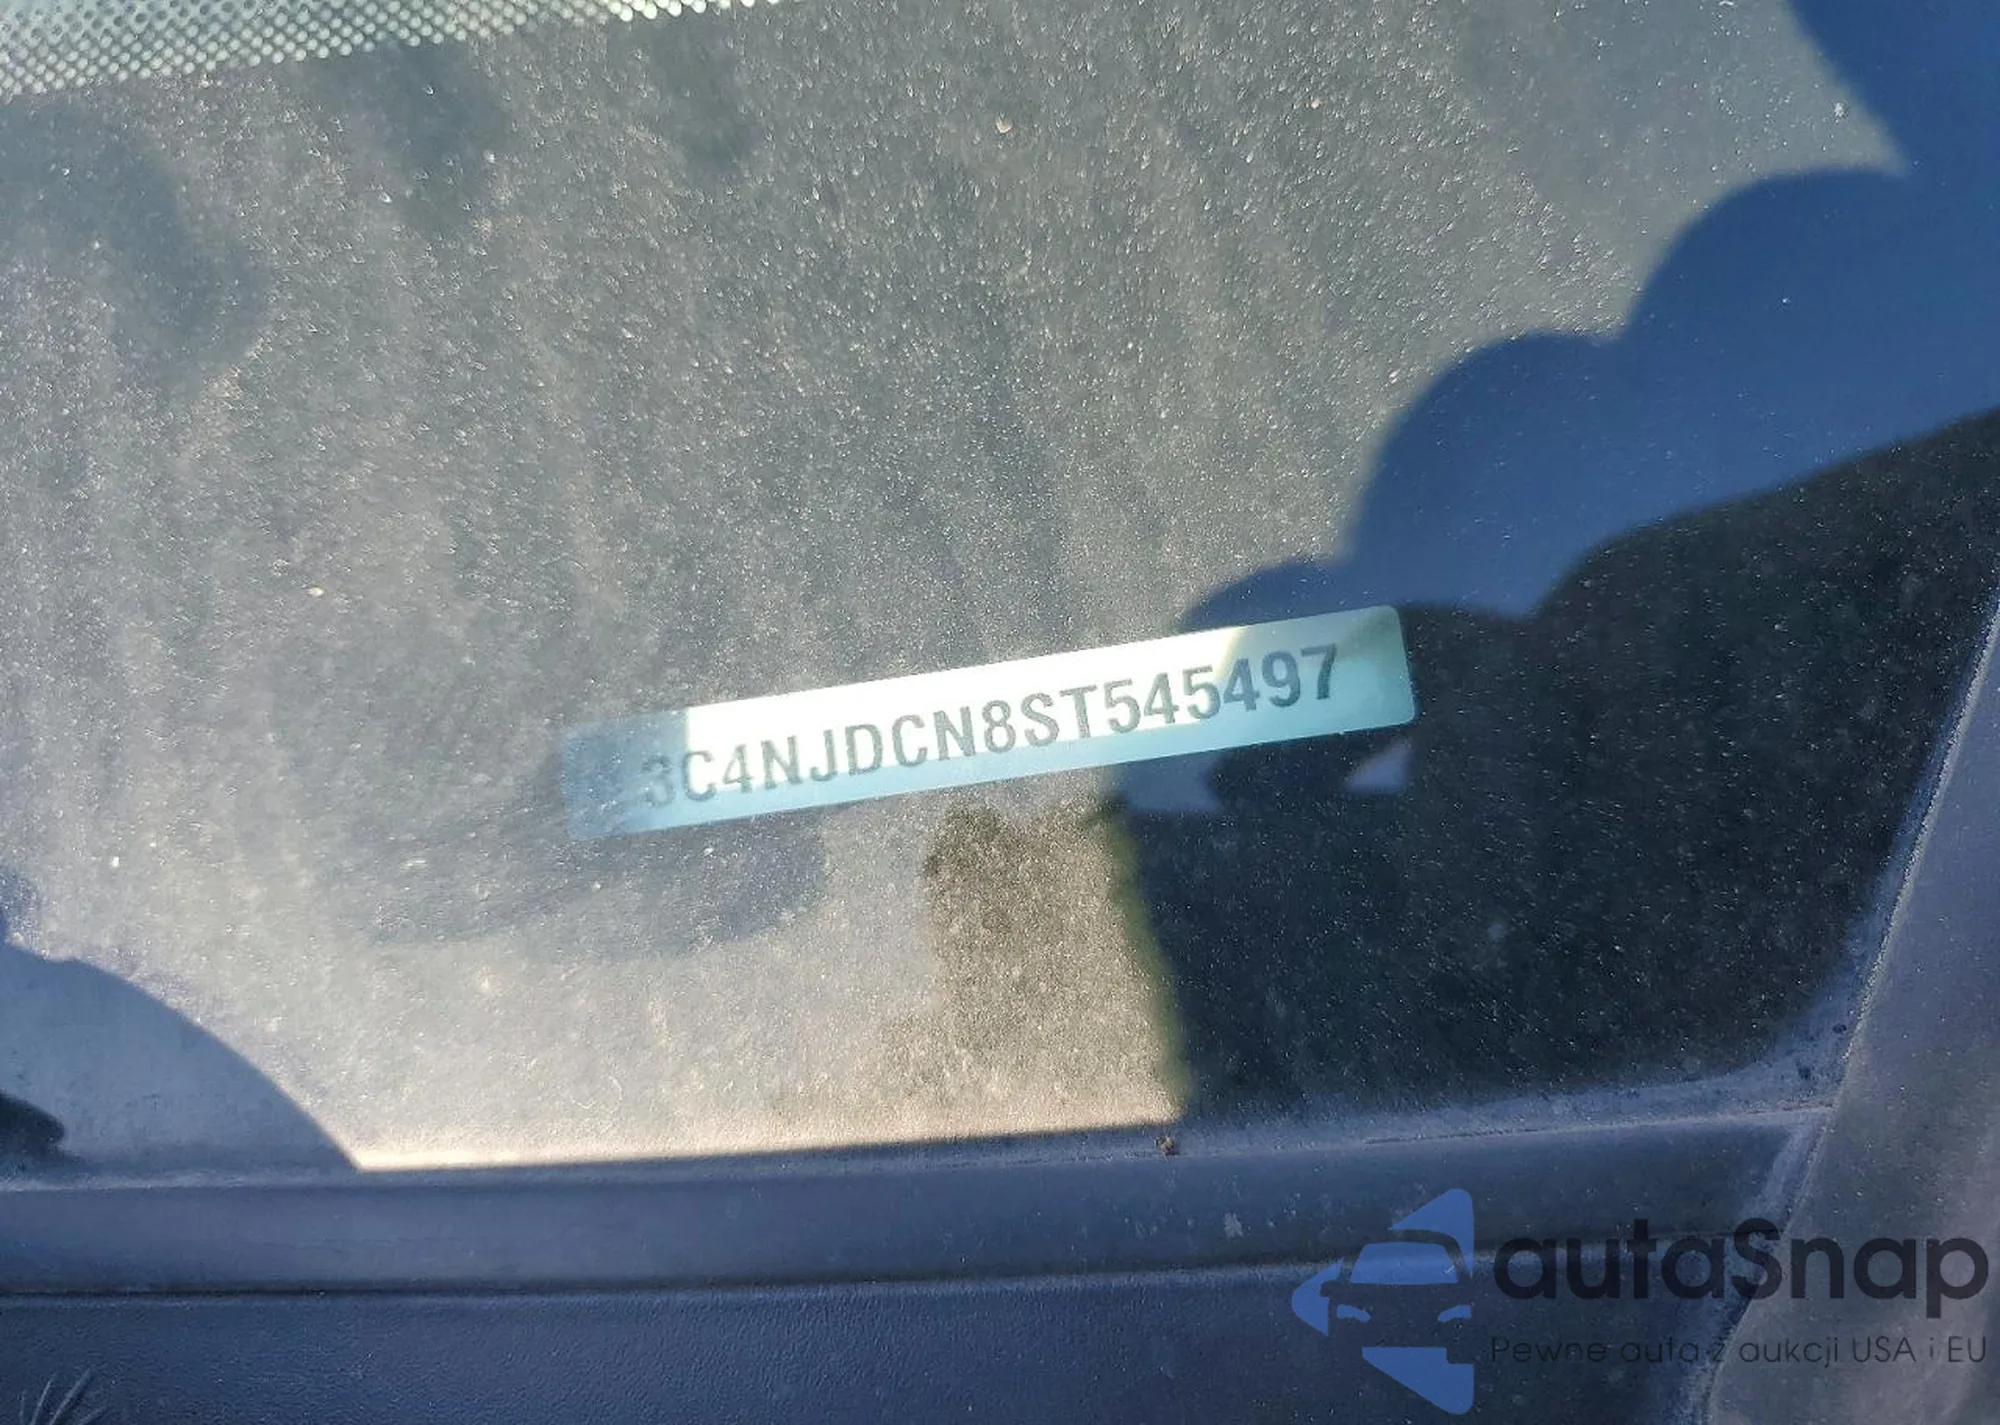 3C4NJDCN8ST545497
autaSnap
Pewne auta z aukcji USA i EU